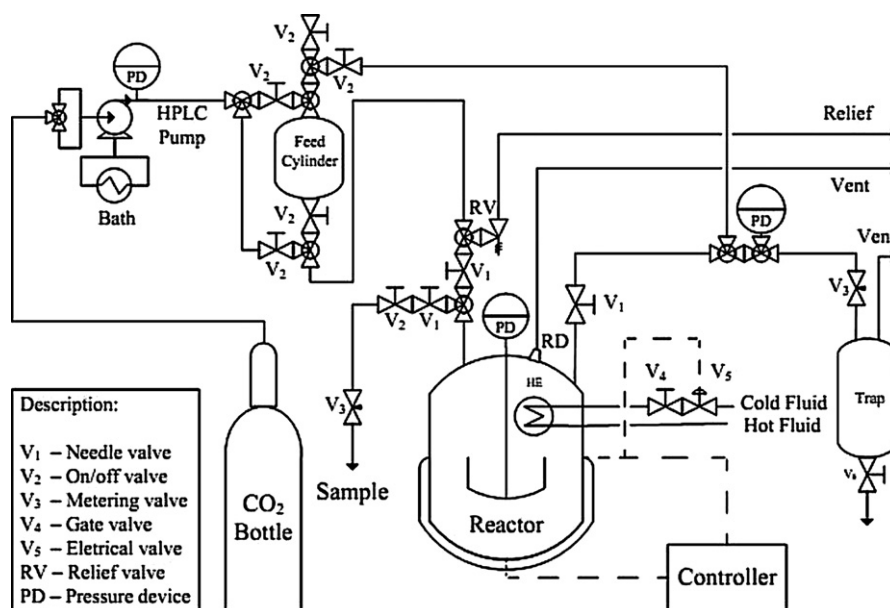 V₂
PD
V₂
V₂
HPLC
Pump
Feed
Cylinder
Relief
Bath
Vent
V₂
RV
PD
Ven
V₂
V₁
V₃
V₂
V₁
PD
V₁
RD
HE
V₄
V₅
V₃
Cold Fluid
Hot Fluid
Trap
Description:
V₁ – Needle valve
V₂ – On/off valve
V₃ – Metering valve
V₄ – Gate valve
V₅ – Eletrical valve
RV – Relief valve
PD – Pressure device
CO₂
Bottle
Sample
Reactor
Controller